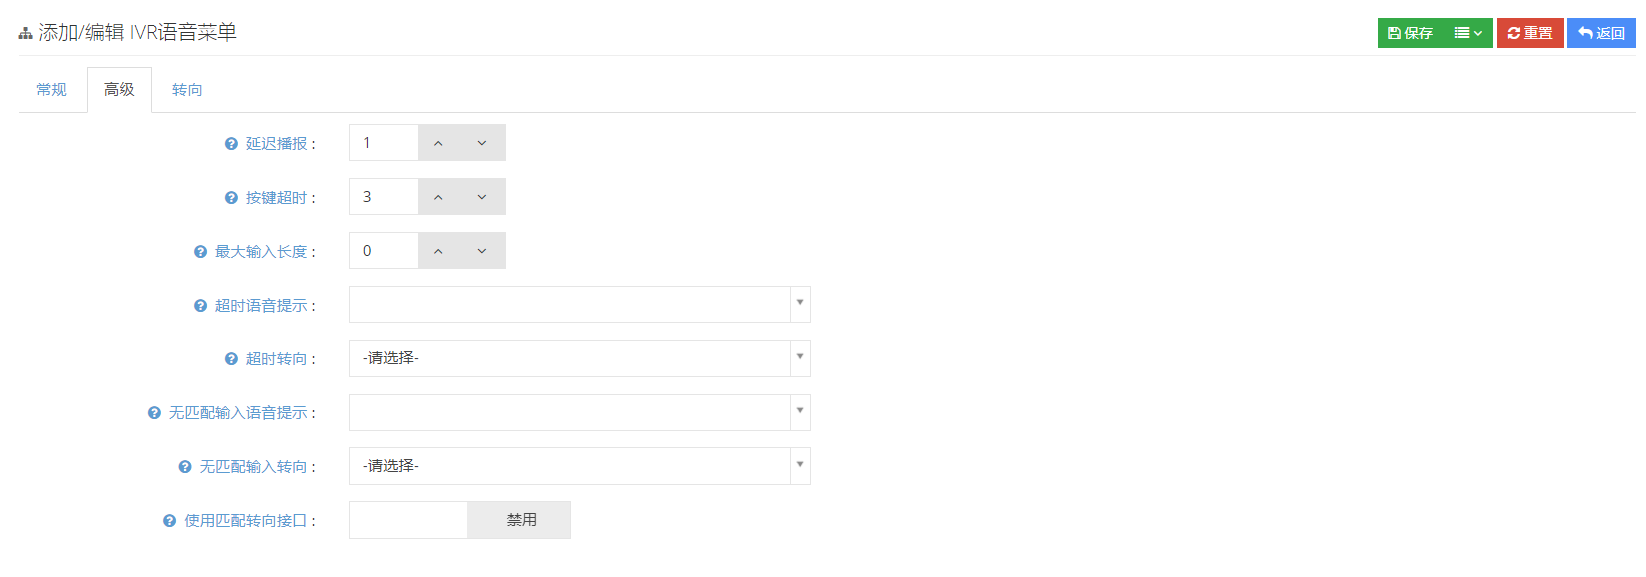 添加/编辑 IVR语音菜单
保存 重置 返回
常规 高级 转向
延迟播报 : 1
按键超时 : 3
最大输入长度 : 0
超时语音提示 :
超时转向 : -请选择-
无匹配输入语音提示 :
无匹配输入转向 : -请选择-
使用匹配转向接口 : 禁用